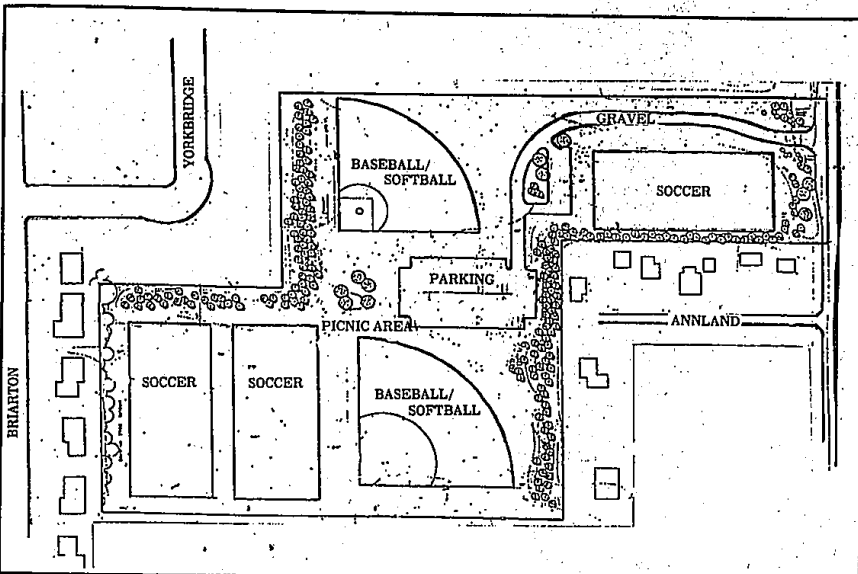 YORKBRIDGE
GRAVEL
BASEBALL/
SOFTBALL
SOCCER
PARKING
PICNIC AREA
ANNLAND
BRIARTON
SOCCER
SOCCER
BASEBALL/
SOFTBALL